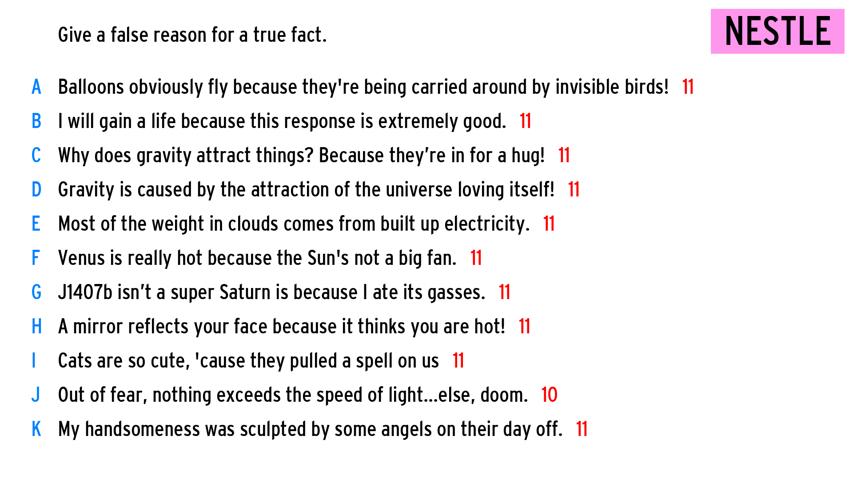 Give a false reason for a true fact.
NESTLE
A Balloons obviously fly because they're being carried around by invisible birds! 11
B I will gain a life because this response is extremely good. 11
C Why does gravity attract things? Because they’re in for a hug! 11
D Gravity is caused by the attraction of the universe loving itself! 11
E Most of the weight in clouds comes from built up electricity. 11
F Venus is really hot because the Sun's not a big fan. 11
G J1407b isn’t a super Saturn is because I ate its gasses. 11
H A mirror reflects your face because it thinks you are hot! 11
I Cats are so cute, 'cause they pulled a spell on us 11
J Out of fear, nothing exceeds the speed of light...else, doom. 10
K My handsomeness was sculpted by some angels on their day off. 11